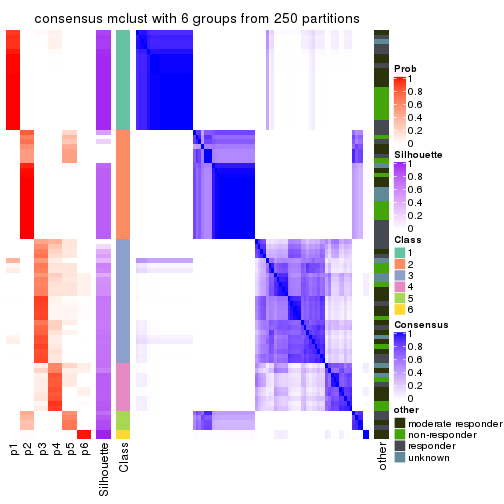 consensus mclust with 6 groups from 250 partitions
p1
p2
p3
p4
p5
p6
Silhouette
Class
other
Prob
1
0.8
0.6
0.4
0.2
0
Silhouette
1
0.8
0.6
0.4
0.2
0
Class
1
2
3
4
5
6
Consensus
1
0.8
0.6
0.4
0.2
0
other
moderate responder
non-responder
responder
unknown